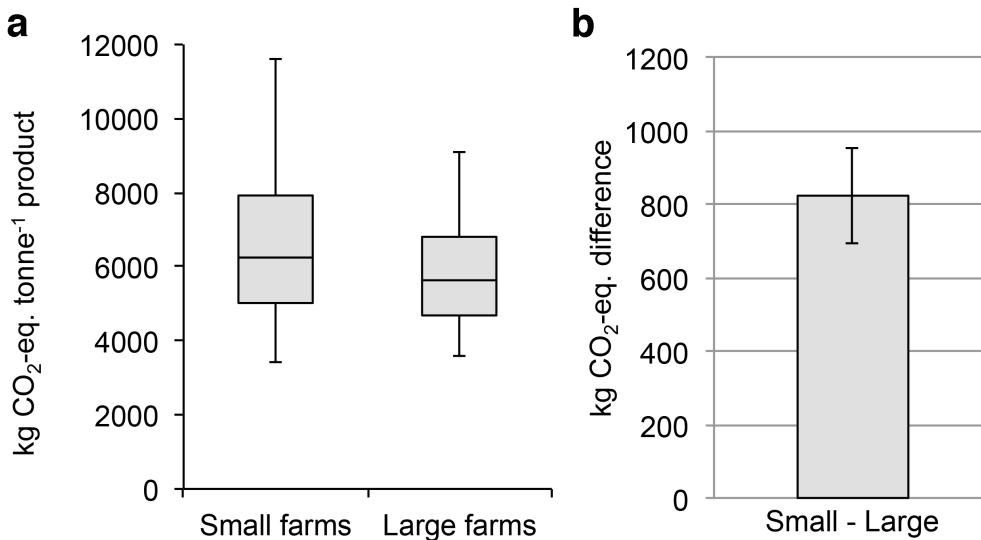 a
kg CO₂-eq. tonne⁻¹ product
12000
10000
8000
6000
4000
2000
0
Small farms
Large farms
b
kg CO₂-eq. difference
1200
1000
800
600
400
200
0
Small - Large